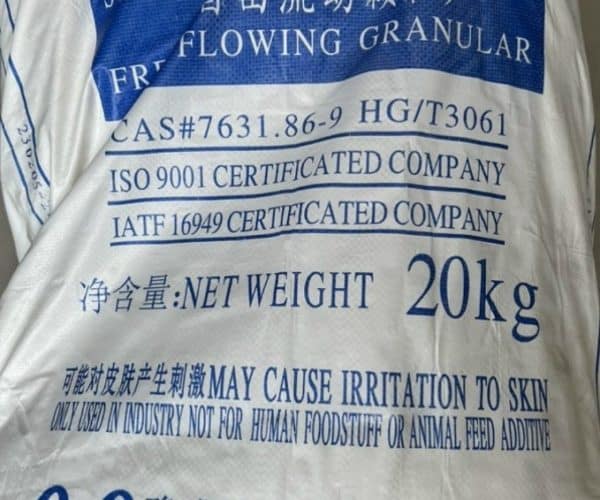 FLOWING GRANULAR
CAS#7631.86-9 HG/T3061
ISO 9001 CERTIFICATED COMPANY
IATF 16949 CERTIFICATED COMPANY
净含量:NET WEIGHT 20kg
可能对皮肤产生刺激MAY CAUSE IRRITATION TO SKIN
ONLY USED IN INDUSTRY NOT FOR HUMAN FOODSTUFF OR ANIMAL FEED ADDITIVE